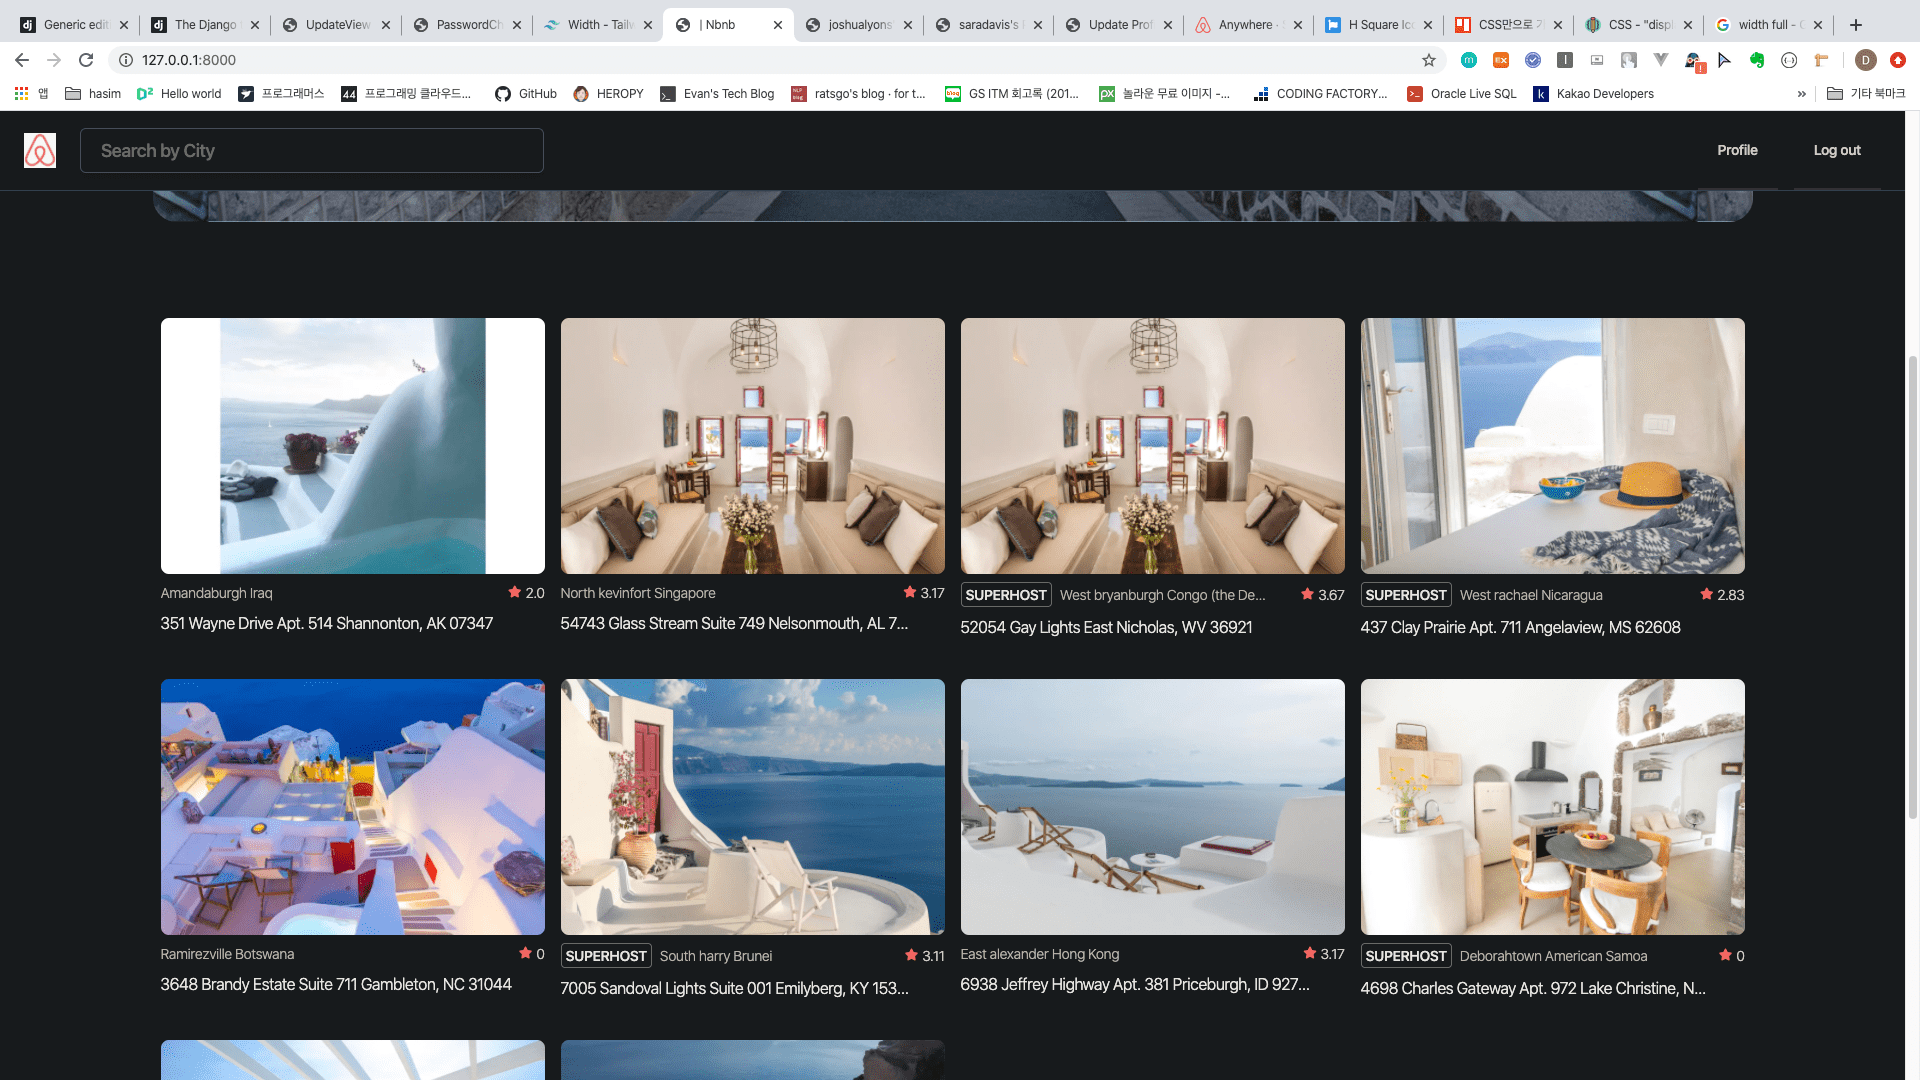 Generic edit
The Django
UpdateView
PasswordCh
Width - Tailw
| Nbnb
joshualyons'
saradavis's
Update Prof
Anywhere · S
H Square Ico
CSS만으로
CSS - "displ
width full - G
127.0.0.1:8000
D
앱
hasim
Hello world
프로그래머스
프로그래밍 클라우드...
GitHub
HEROPY
Evan's Tech Blog
ratsgo's blog · for t...
GS ITM 회고록 (201...
놀라운 무료 이미지 -...
CODING FACTORY...
Oracle Live SQL
Kakao Developers
»
기타 북마크
Search by City
Profile
Log out
Amandaburgh Iraq
2.0
351 Wayne Drive Apt. 514 Shannonton, AK 07347
North kevinfort Singapore
3.17
54743 Glass Stream Suite 749 Nelsonmouth, AL 7...
SUPERHOST
West bryanburgh Congo (the De...
3.67
52054 Gay Lights East Nicholas, WV 36921
SUPERHOST
West rachael Nicaragua
2.83
437 Clay Prairie Apt. 711 Angelaview, MS 62608
Ramirezville Botswana
0
3648 Brandy Estate Suite 711 Gambleton, NC 31044
SUPERHOST
South harry Brunei
3.11
7005 Sandoval Lights Suite 001 Emilyberg, KY 153...
East alexander Hong Kong
3.17
6938 Jeffrey Highway Apt. 381 Priceburgh, ID 927...
SUPERHOST
Deborahtown American Samoa
0
4698 Charles Gateway Apt. 972 Lake Christine, N...